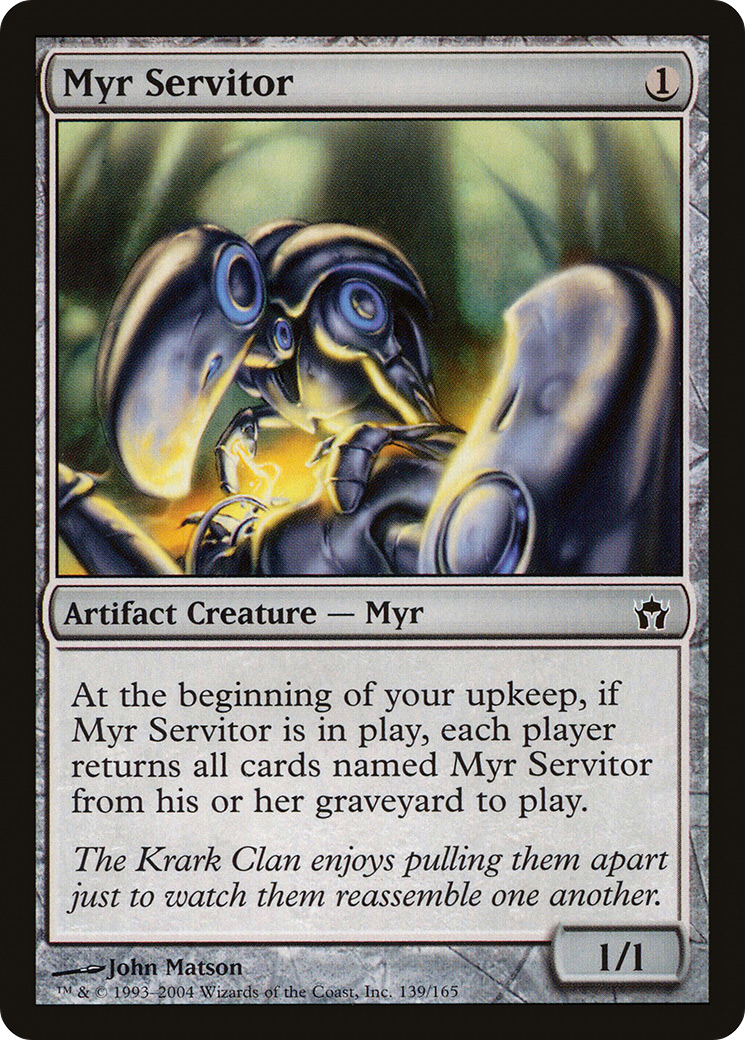 Myr Servitor
1
Artifact Creature — Myr
At the beginning of your upkeep, if
Myr Servitor is in play, each player
returns all cards named Myr Servitor
from his or her graveyard to play.
The Krark Clan enjoys pulling them apart
just to watch them reassemble one another.
1/1
John Matson
™ & © 1993–2004 Wizards of the Coast, Inc. 139/165